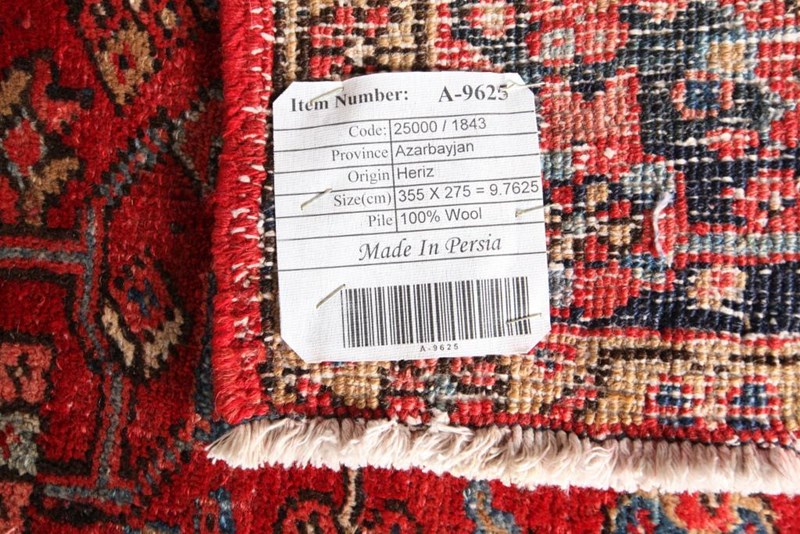 Item Number: A-9625
Code: 25000 / 1843
Province Azarbayjan
Origin Heriz
Size(cm) 355 X 275 = 9.7625
Pile 100% Wool
Made In Persia
A-9625